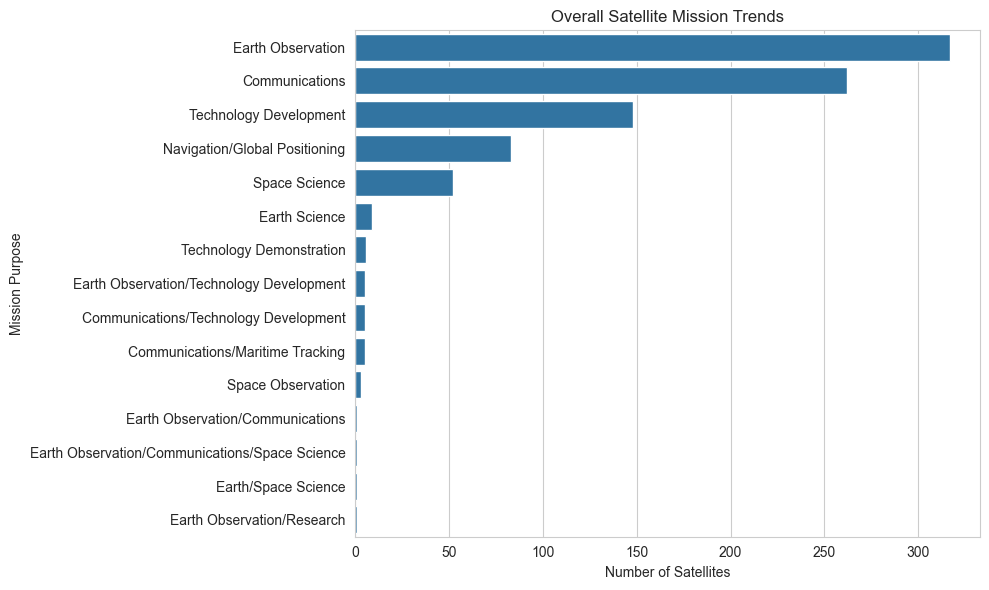 Overall Satellite Mission Trends
Mission Purpose
Earth Observation
Communications
Technology Development
Navigation/Global Positioning
Space Science
Earth Science
Technology Demonstration
Earth Observation/Technology Development
Communications/Technology Development
Communications/Maritime Tracking
Space Observation
Earth Observation/Communications
Earth Observation/Communications/Space Science
Earth/Space Science
Earth Observation/Research
0 50 100 150 200 250 300
Number of Satellites